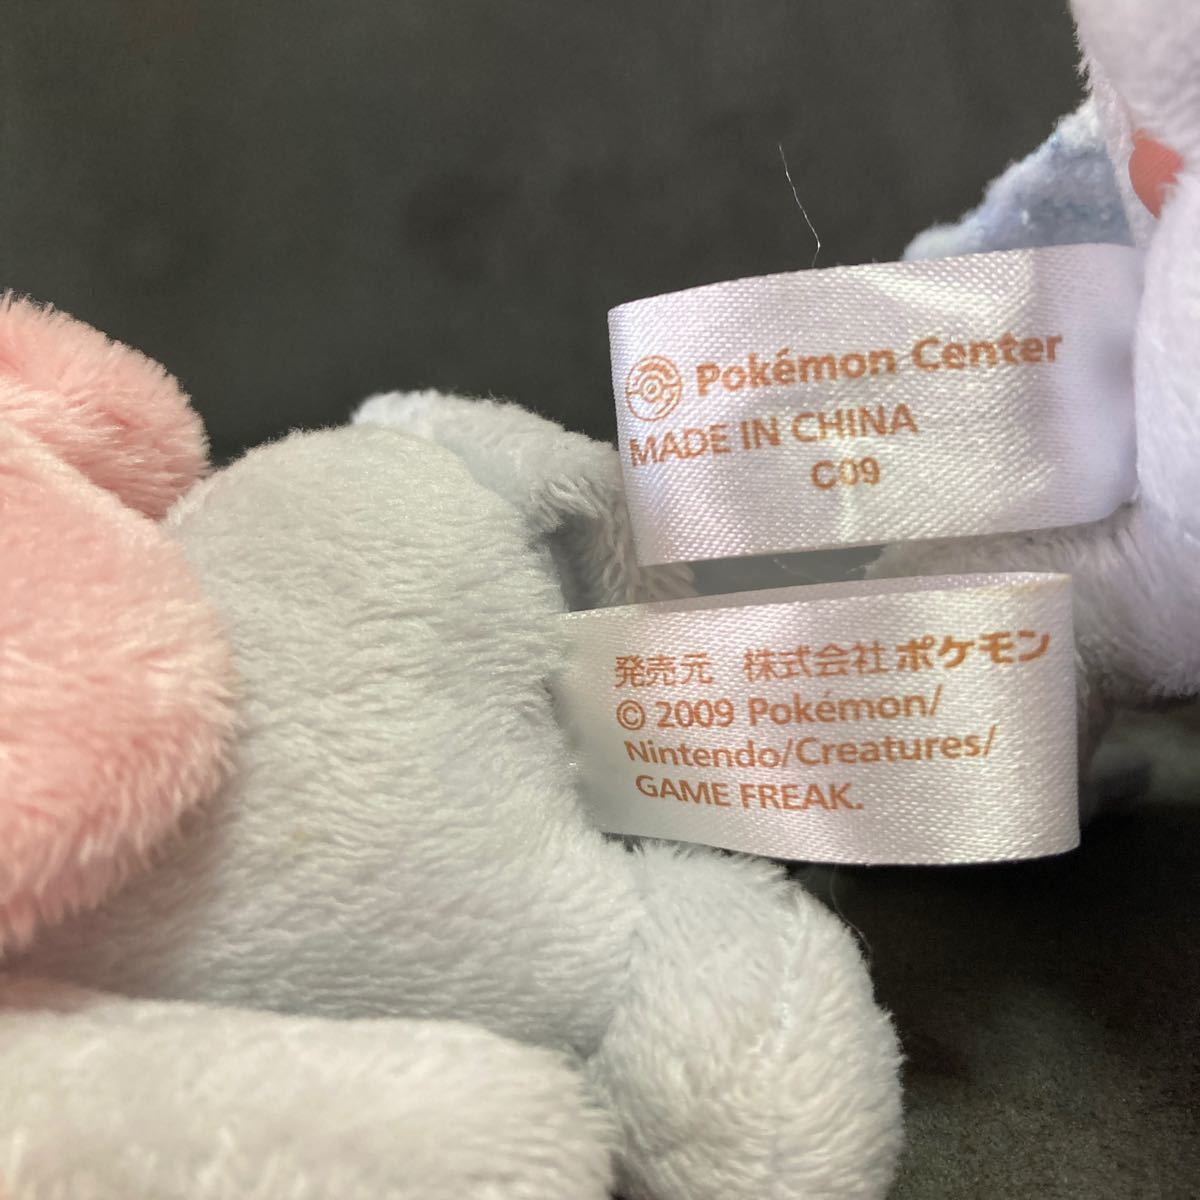 Pokémon Center
MADE IN CHINA
C09
発売元 株式会社ポケモン
© 2009 Pokémon/
Nintendo/Creatures/
GAME FREAK.